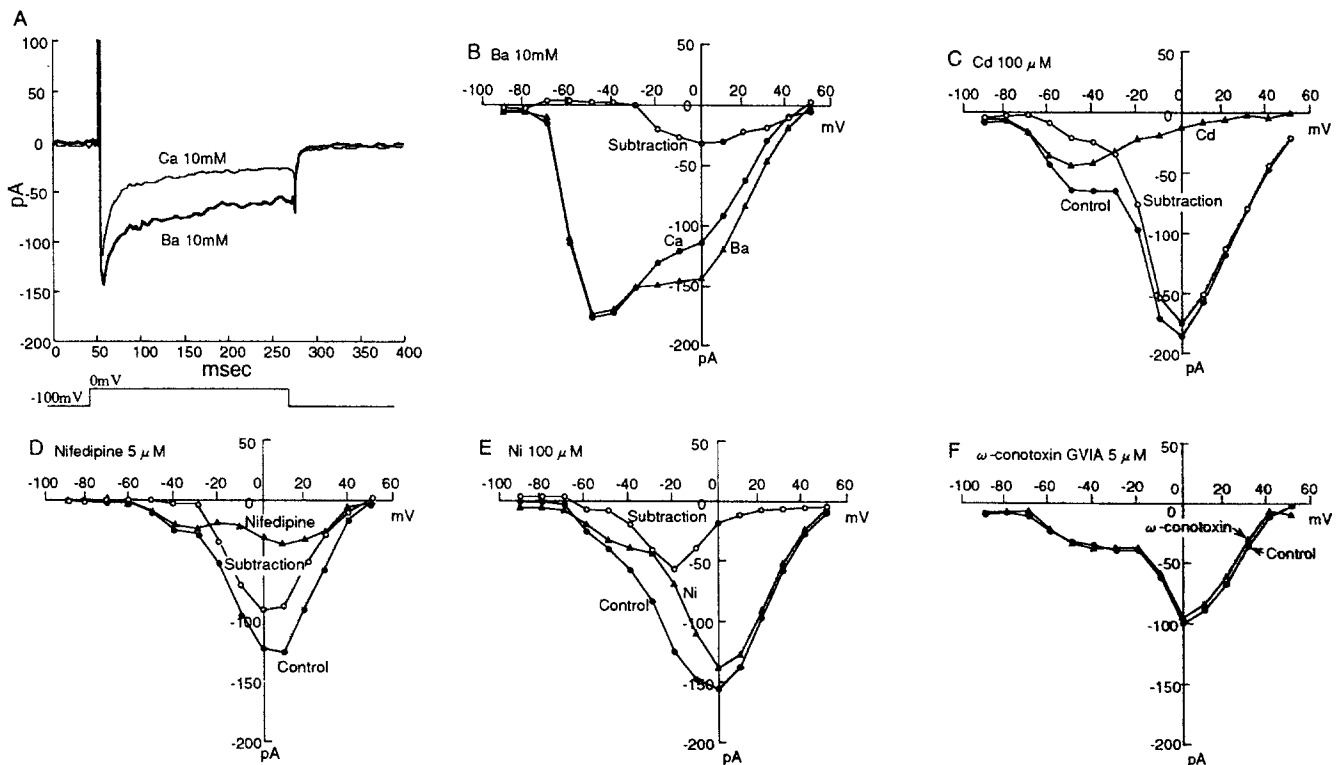 A
100
50
0
-50
-100
-150
-200
pA
Ca 10mM
Ba 10mM
0 50 100 150 200 250 300 350 400
msec
0mV
-100mV
B Ba 10mM
50
-100 -80 -60 -40 -20 0 20 40 60
mV
Subtraction
-50
Ca
-100
Ba
-150
-200
pA
C Cd 100 μM
50
-100 -80 -60 -40 -20 0 20 40 60
mV
Cd
Control
-50
Subtraction
-100
-150
-200
pA
D Nifedipine 5 μM
50
-100 -80 -60 -40 -20 0 20 40 60
mV
Nifedipine
Subtraction
-100
Control
-150
-200
pA
E Ni 100 μM
50
-100 -80 -60 -40 -20 0 20 40 60
mV
Subtraction
-50
Ni
Control
-100
-150
-200
pA
F ω-conotoxin GVIA 5 μM
50
-100 -80 -60 -40 -20 0 20 40 60
mV
ω-conotoxin
Control
-50
-100
-150
-200
pA